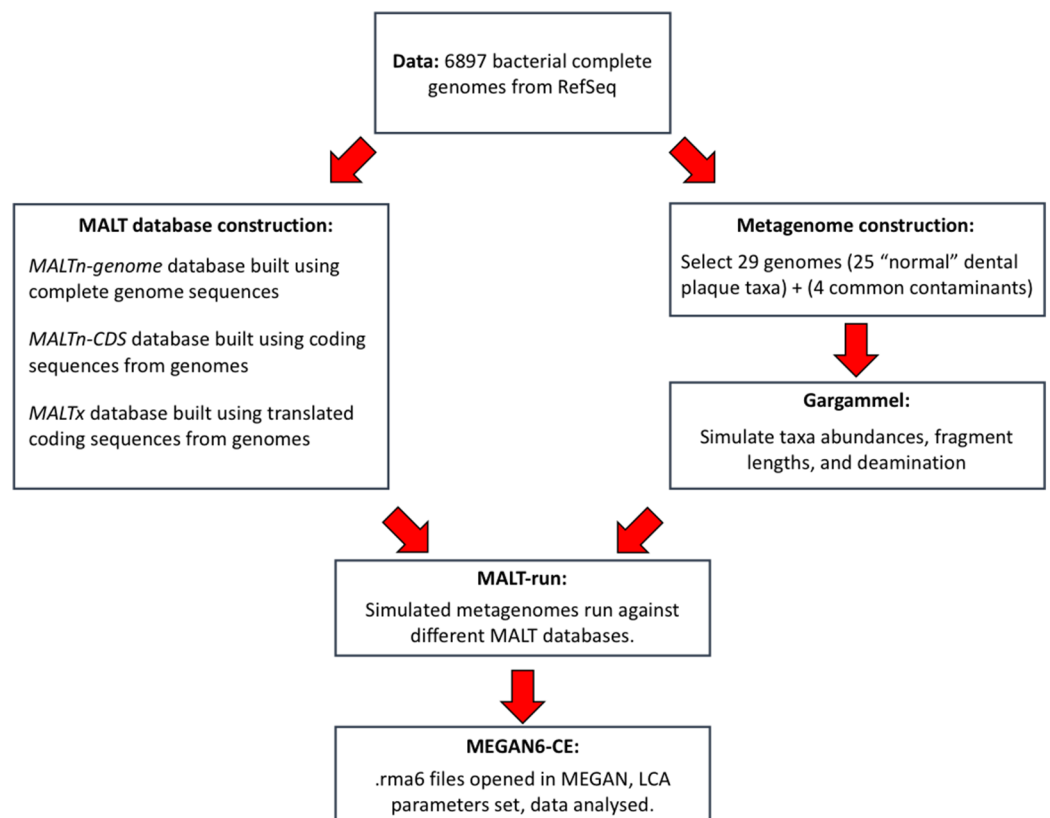 Data: 6897 bacterial complete
genomes from RefSeq
MALT database construction:
MALTn-genome database built using
complete genome sequences
MALTn-CDS database built using coding
sequences from genomes
MALTx database built using translated
coding sequences from genomes
Metagenome construction:
Select 29 genomes (25 “normal” dental
plaque taxa) + (4 common contaminants)
Gargammel:
Simulate taxa abundances, fragment
lengths, and deamination
MALT-run:
Simulated metagenomes run against
different MALT databases.
MEGAN6-CE:
.rma6 files opened in MEGAN, LCA
parameters set, data analysed.